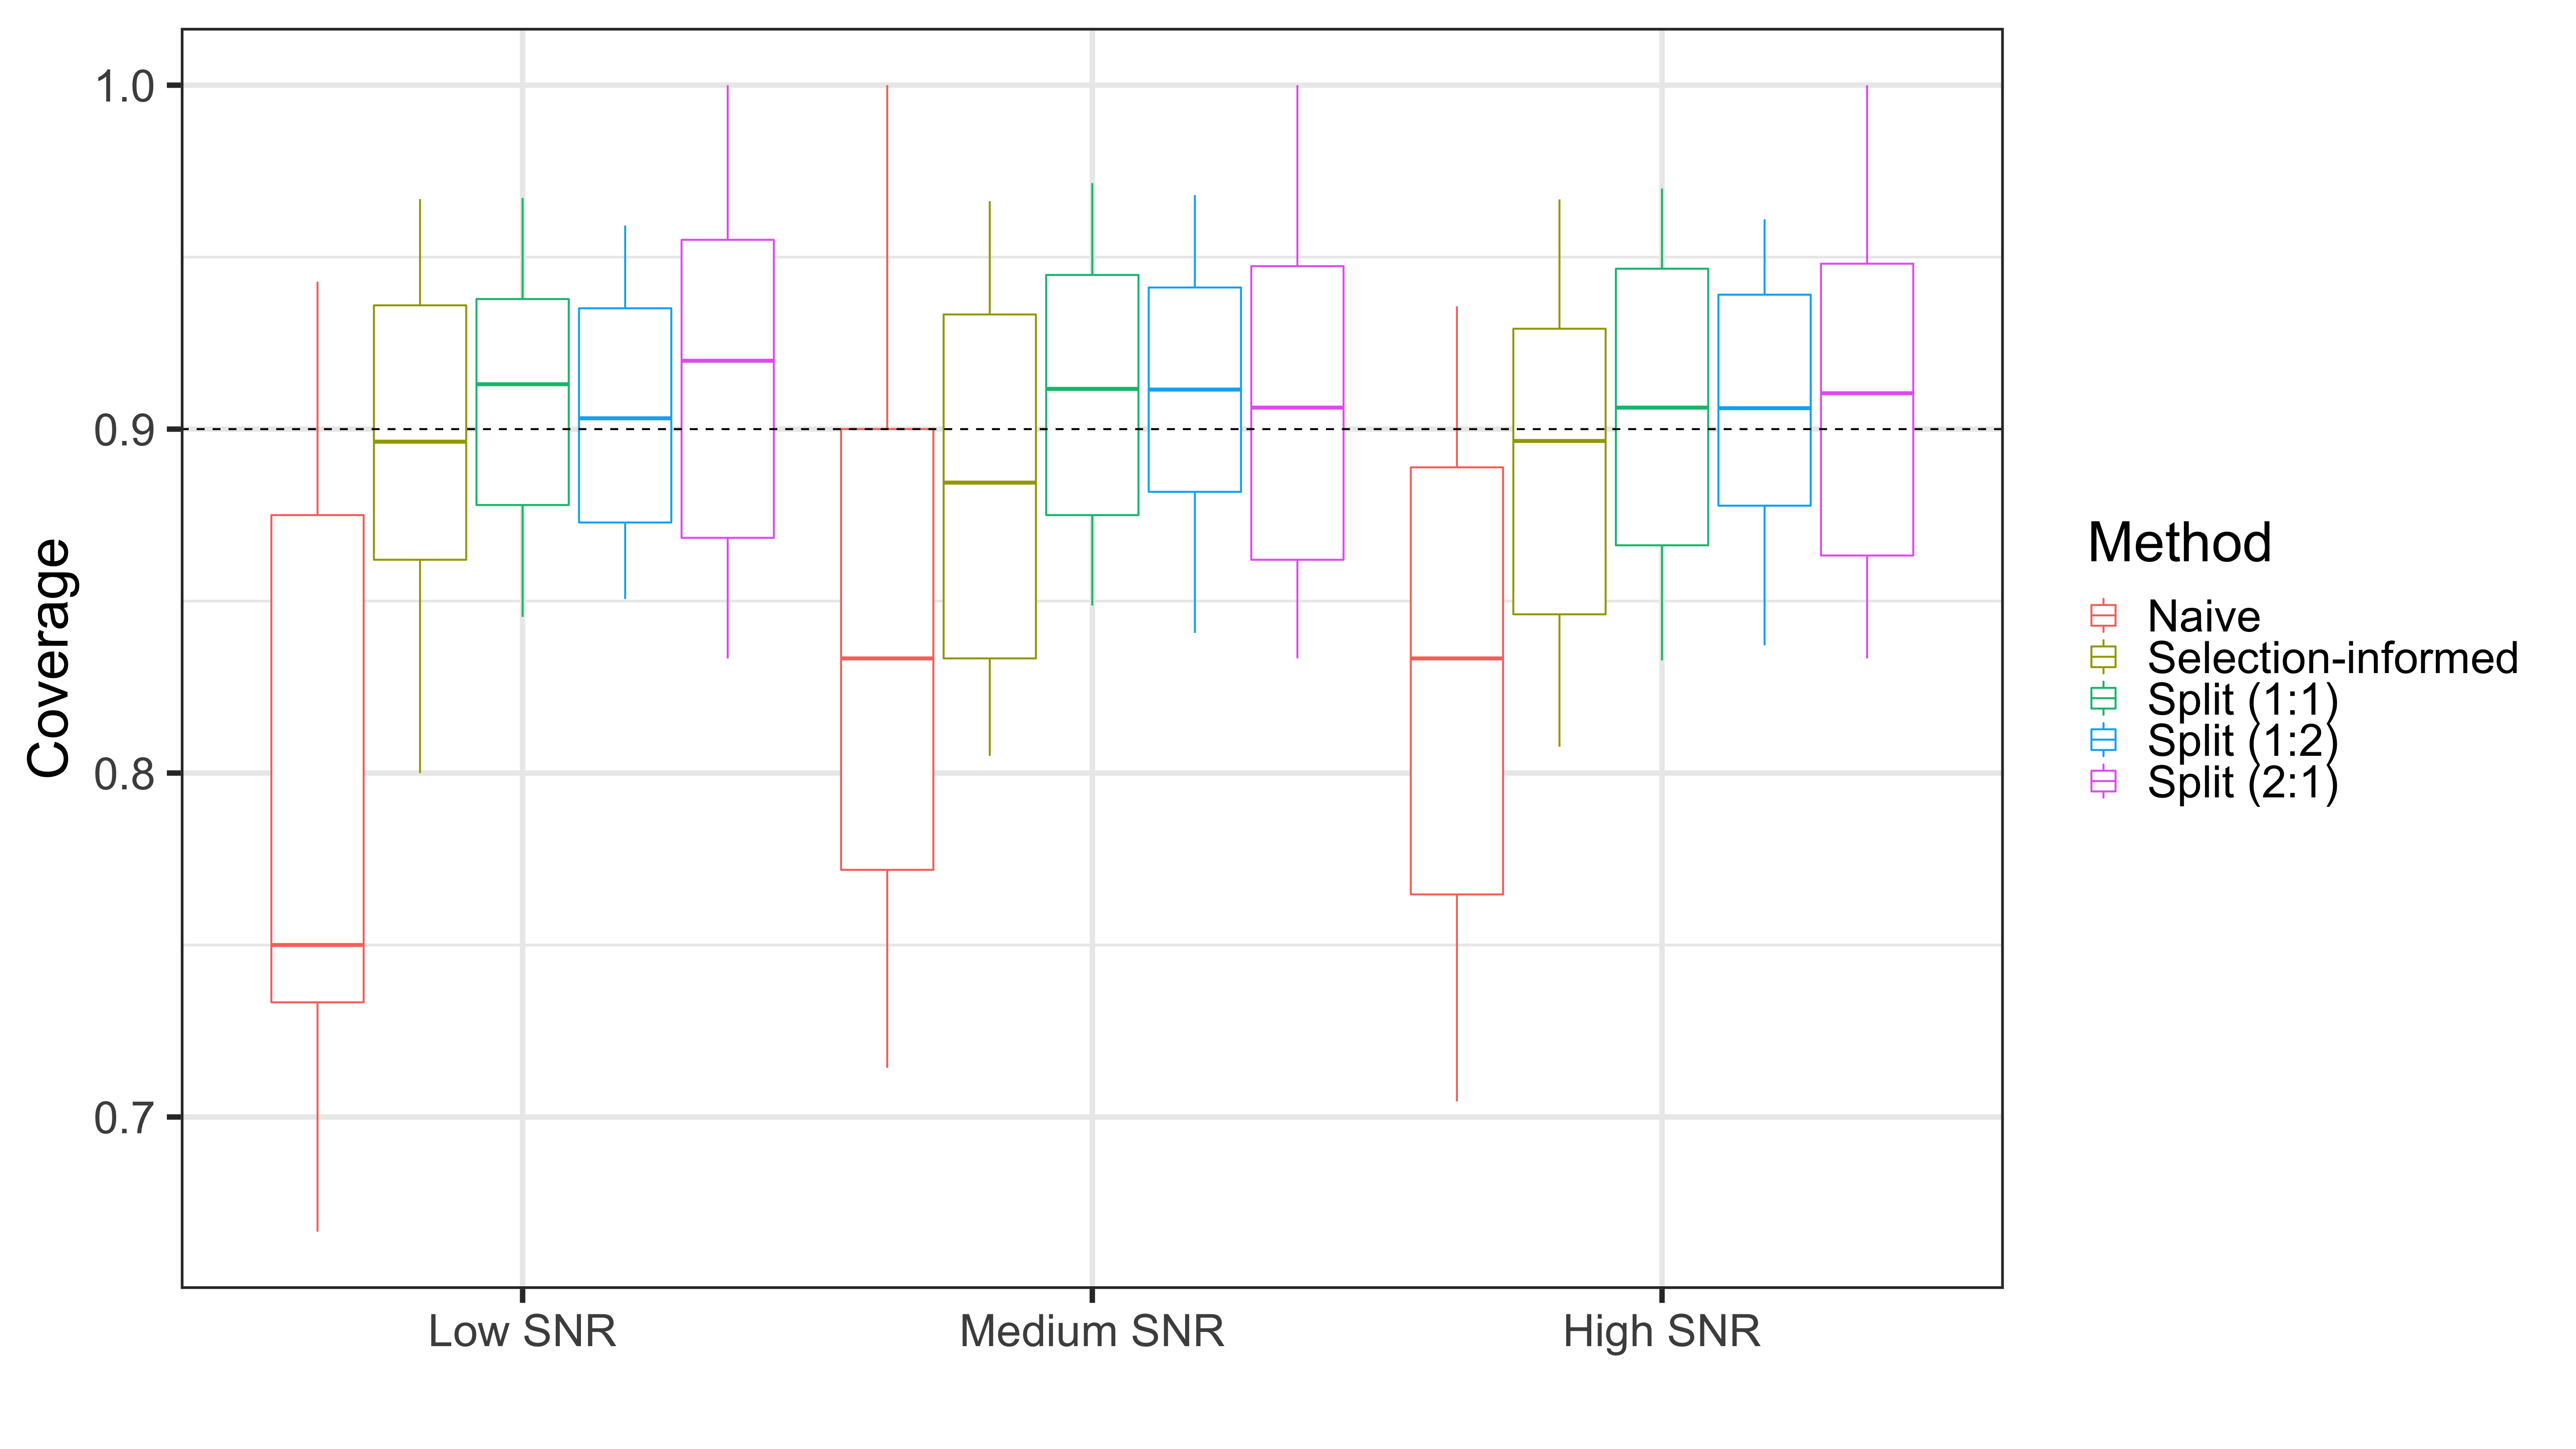 Coverage
1.0
0.9
0.8
0.7
Low SNR
Medium SNR
High SNR
Method
Naive
Selection-informed
Split (1:1)
Split (1:2)
Split (2:1)